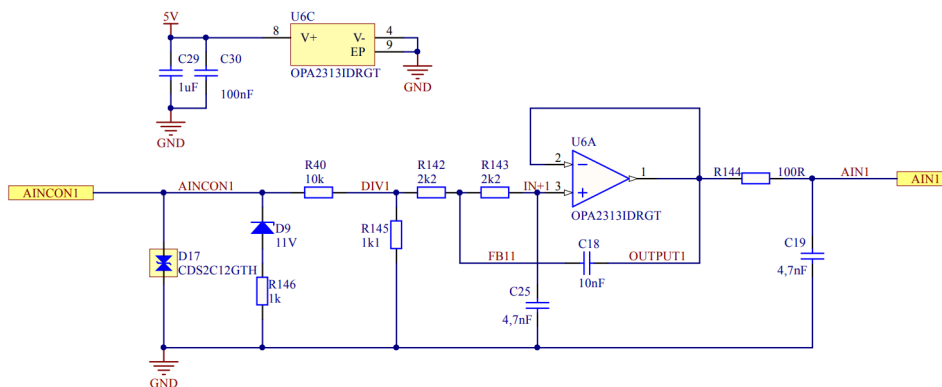 5V
U6C
8
V+
V-
4
EP
9
C29
C30
1uF
100nF
OPA2313IDRGT
GND
GND
AINCON1
AINCON1
R40
10k
DIV1
R142
2k2
R143
2k2
IN+1
2
3
U6A
1
OPA2313IDRGT
R144
100R
AIN1
AIN1
D9
11V
R145
1k1
D17
CDS2C12GTH
R146
1k
FB11
C18
10nF
OUTPUT1
C19
4,7nF
C25
4,7nF
GND